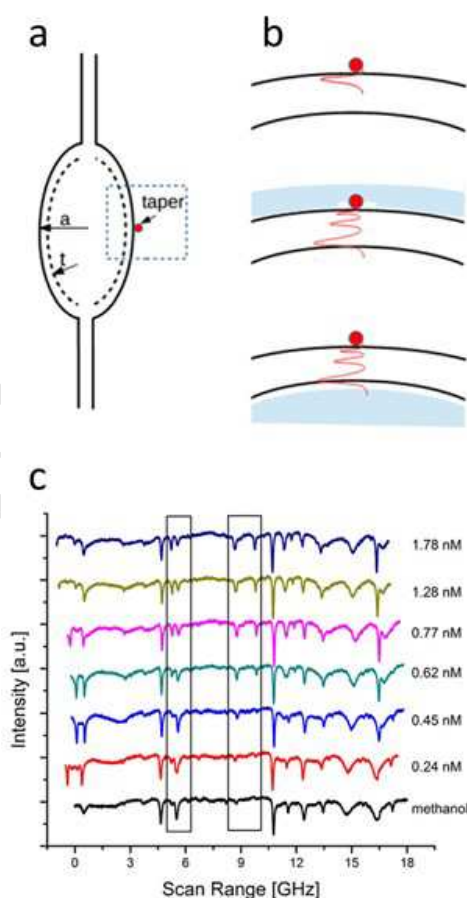 a
b
taper
a
t
c
1.78 nM
1.28 nM
0.77 nM
0.62 nM
0.45 nM
0.24 nM
methanol
Intensity [a.u.]
0 3 6 9 12 15 18
Scan Range [GHz]